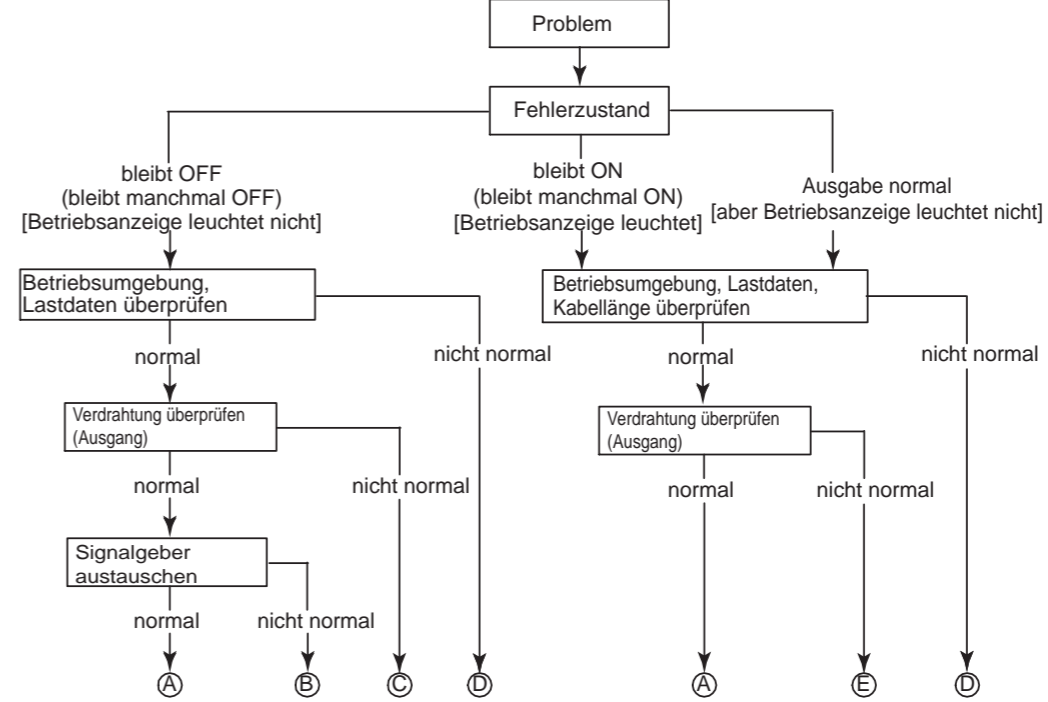 Problem
Fehlerzustand
bleibt OFF
(bleibt manchmal OFF)
[Betriebsanzeige leuchtet nicht]
bleibt ON
(bleibt manchmal ON)
[Betriebsanzeige leuchtet]
Ausgabe normal
[aber Betriebsanzeige leuchtet nicht]
Betriebsumgebung,
Lastdaten überprüfen
Betriebsumgebung, Lastdaten,
Kabellänge überprüfen
normal
nicht normal
normal
nicht normal
Verdrahtung überprüfen
(Ausgang)
Verdrahtung überprüfen
(Ausgang)
normal
nicht normal
normal
nicht normal
Signalgeber
austauschen
normal
nicht normal
A
B
C
D
A
E
D